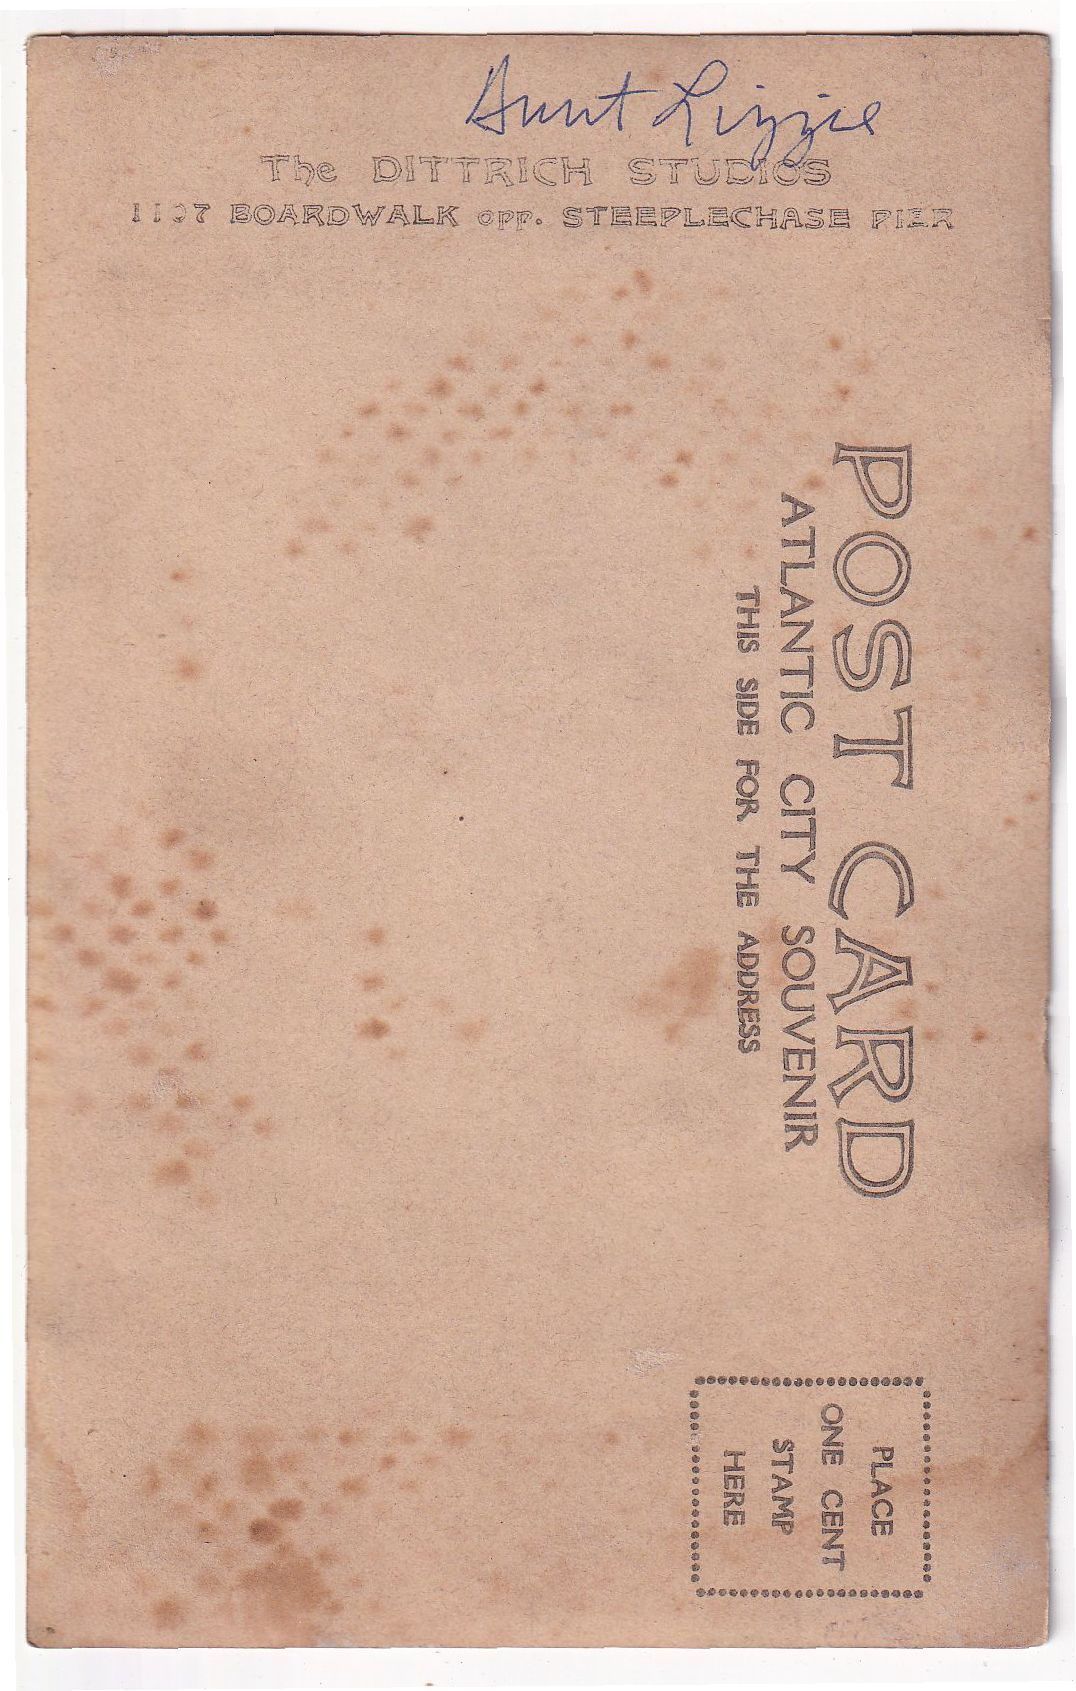 Aunt Lizzie
The DITTRICH STUDIOS
BOARDWALK OPP. STEEPLECHASE PIER
POST CARD
ATLANTIC CITY SOUVENIR
THIS SIDE FOR THE ADDRESS
PLACE
ONE CENT
STAMP
HERE